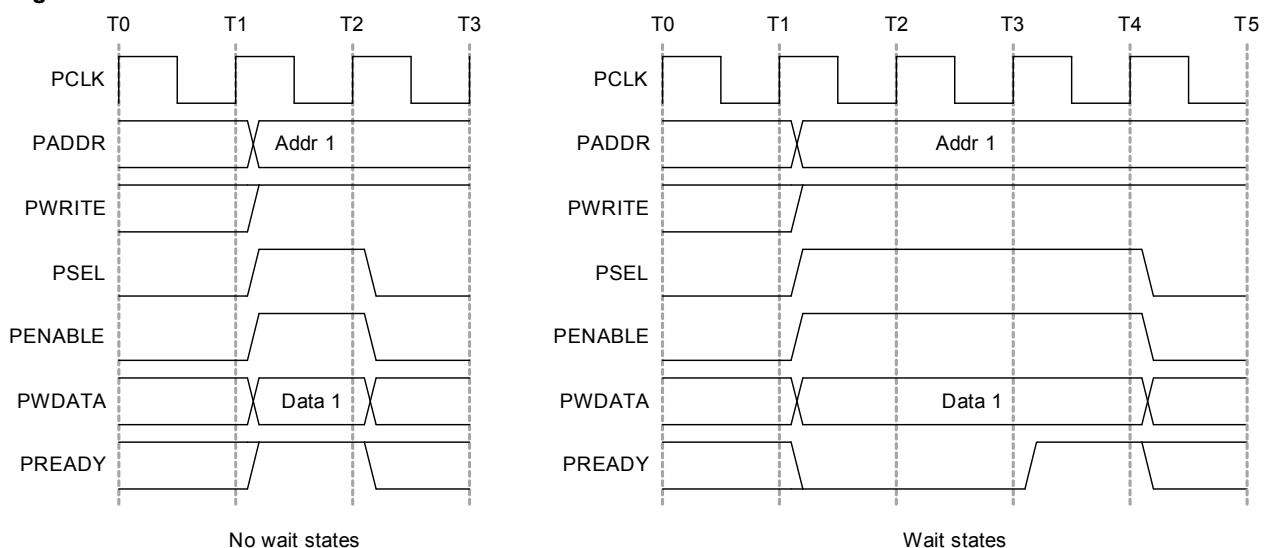 T0 T1 T2 T3
PCLK
PADDR Addr 1
PWRITE
PSEL
PENABLE
PWDATA Data 1
PREADY
No wait states
T0 T1 T2 T3 T4 T5
PCLK
PADDR Addr 1
PWRITE
PSEL
PENABLE
PWDATA Data 1
PREADY
Wait states